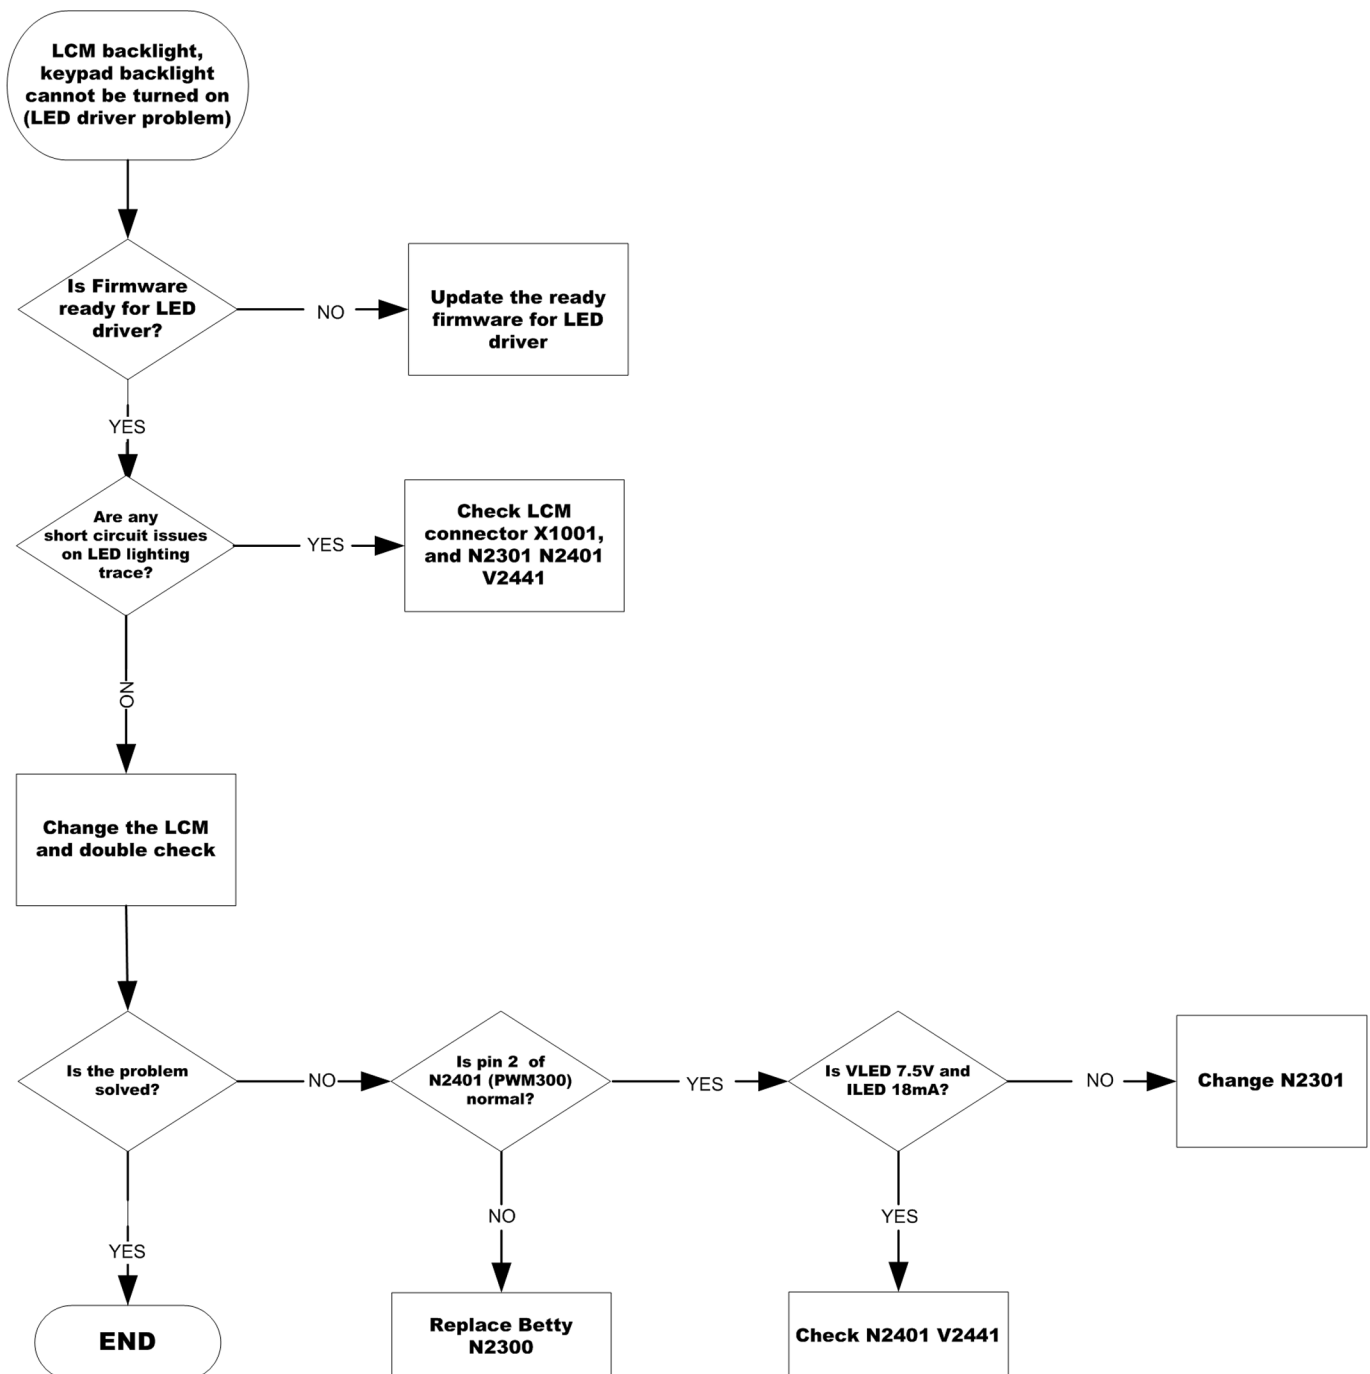 LCM backlight,
keypad backlight
cannot be turned on
(LED driver problem)
Is Firmware
ready for LED
driver?
NO
Update the ready
firmware for LED
driver
YES
Are any
short circuit issues
on LED lighting
trace?
YES
Check LCM
connector X1001,
and N2301 N2401
V2441
NO
Change the LCM
and double check
Is the problem
solved?
NO
Is pin 2 of
N2401 (PWM300)
normal?
YES
Is VLED 7.5V and
ILED 18mA?
NO
Change N2301
YES
END
NO
Replace Betty
N2300
YES
Check N2401 V2441